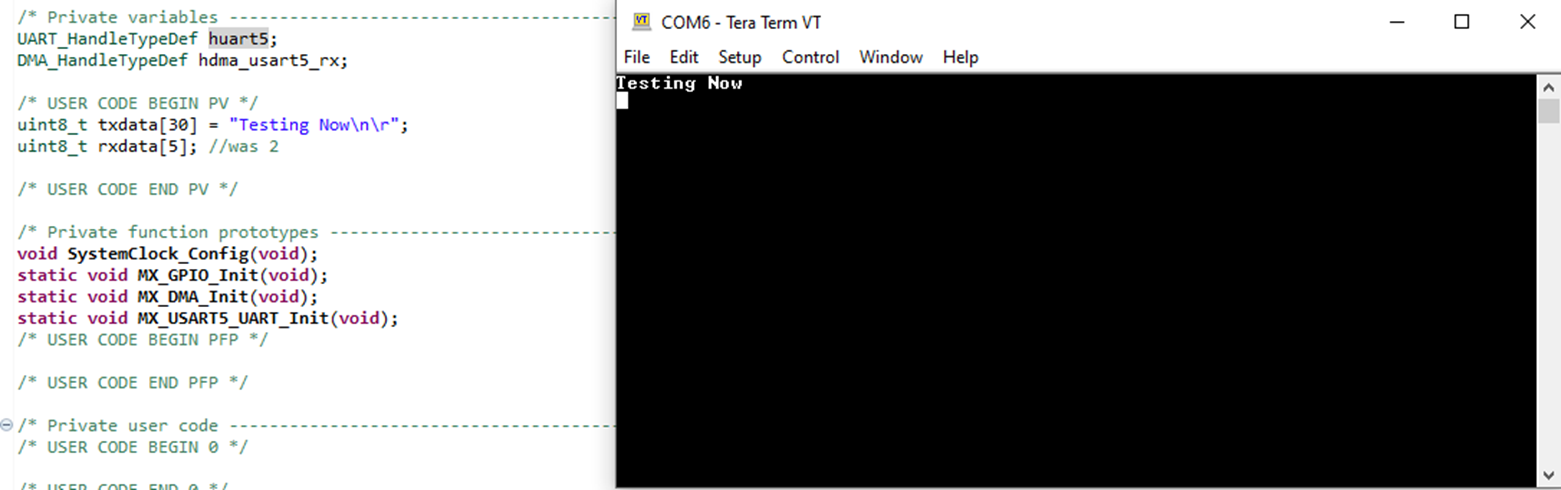 /* Private variables ---------------------------------------------
UART_HandleTypeDef huart5;
DMA_HandleTypeDef hdma_usart5_rx;
/* USER CODE BEGIN PV */
uint8_t txdata[30] = "Testing Now\n\r";
uint8_t rxdata[5]; //was 2
/* USER CODE END PV */
/* Private function prototypes -----------------------------------
void SystemClock_Config(void);
static void MX_GPIO_Init(void);
static void MX_DMA_Init(void);
static void MX_USART5_UART_Init(void);
/* USER CODE BEGIN PFP */
/* USER CODE END PFP */
/* Private user code ---------------------------------------------
/* USER CODE BEGIN 0 */
/* USER CODE END 0 */
VT COM6 - Tera Term VT
File Edit Setup Control Window Help
Testing Now